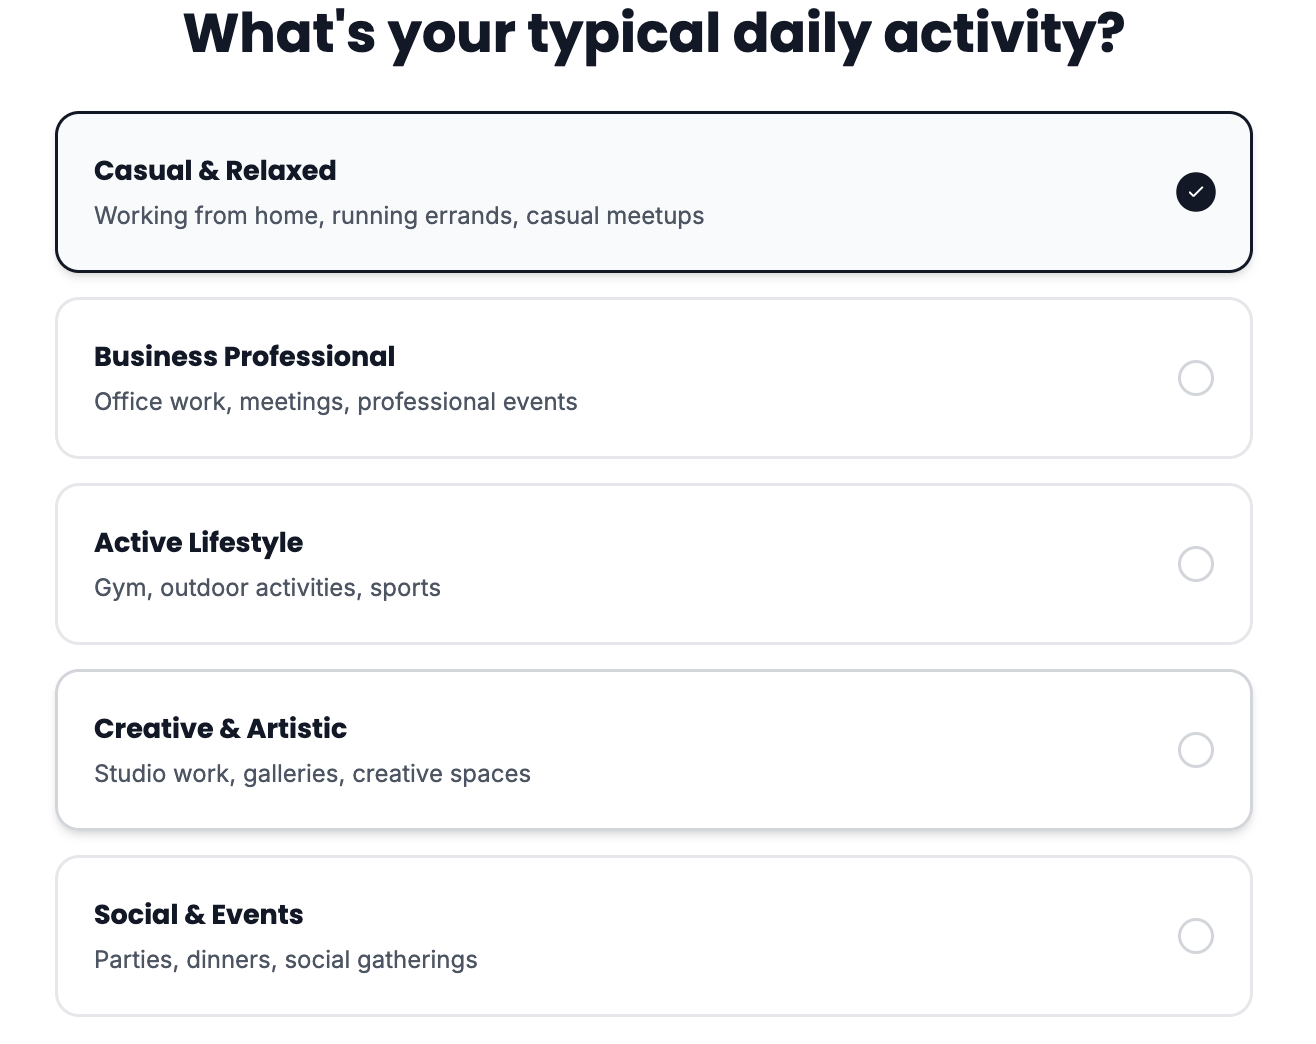 What's your typical daily activity?
Casual & Relaxed
Working from home, running errands, casual meetups
Business Professional
Office work, meetings, professional events
Active Lifestyle
Gym, outdoor activities, sports
Creative & Artistic
Studio work, galleries, creative spaces
Social & Events
Parties, dinners, social gatherings